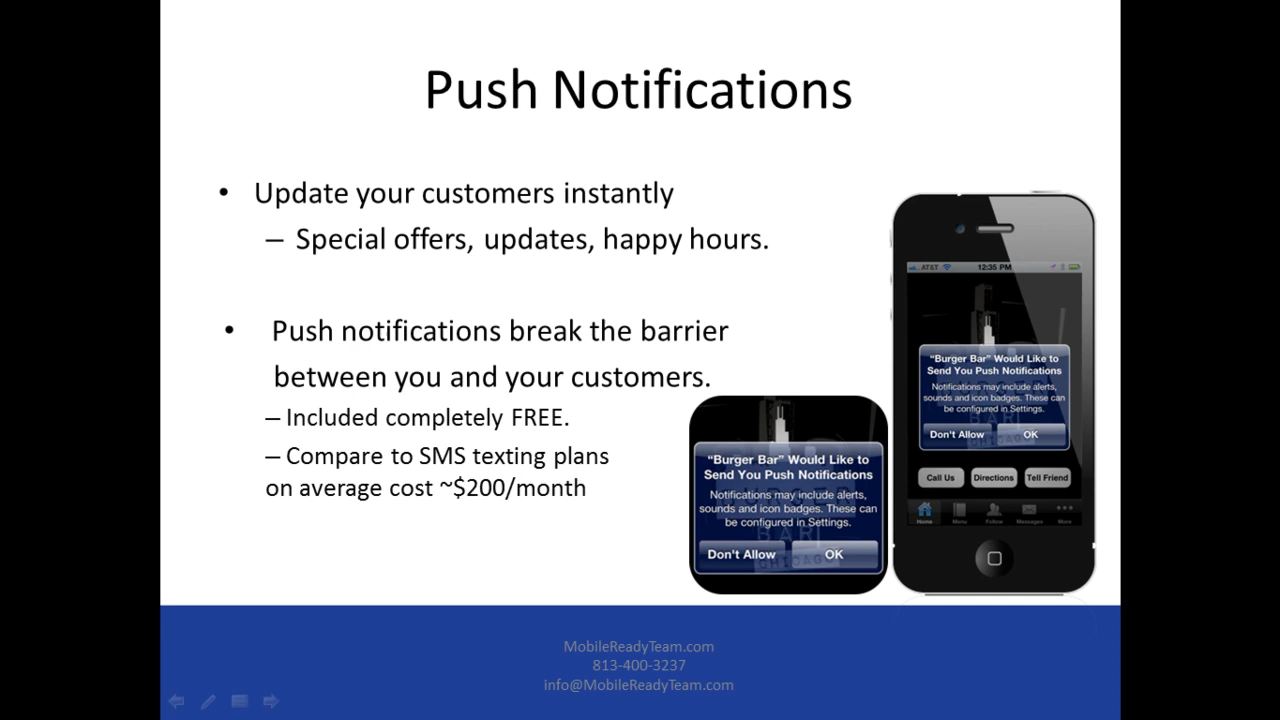 Push Notifications
• Update your customers instantly
– Special offers, updates, happy hours.
• Push notifications break the barrier
between you and your customers.
– Included completely FREE.
– Compare to SMS texting plans
on average cost ~$200/month
"Burger Bar" Would Like to
Send You Push Notifications
Notifications may include alerts,
sounds and icon badges. These can
be configured in Settings.
Don't Allow OK
AT&T 12:35 PM
"Burger Bar" Would Like to
Send You Push Notifications
Notifications may include alerts,
sounds and icon badges. These can
be configured in Settings.
Don't Allow OK
Call Us Directions Tell Friend
Home Menu Follow Messages More
MobileReadyTeam.com
813-400-3237
info@MobileReadyTeam.com